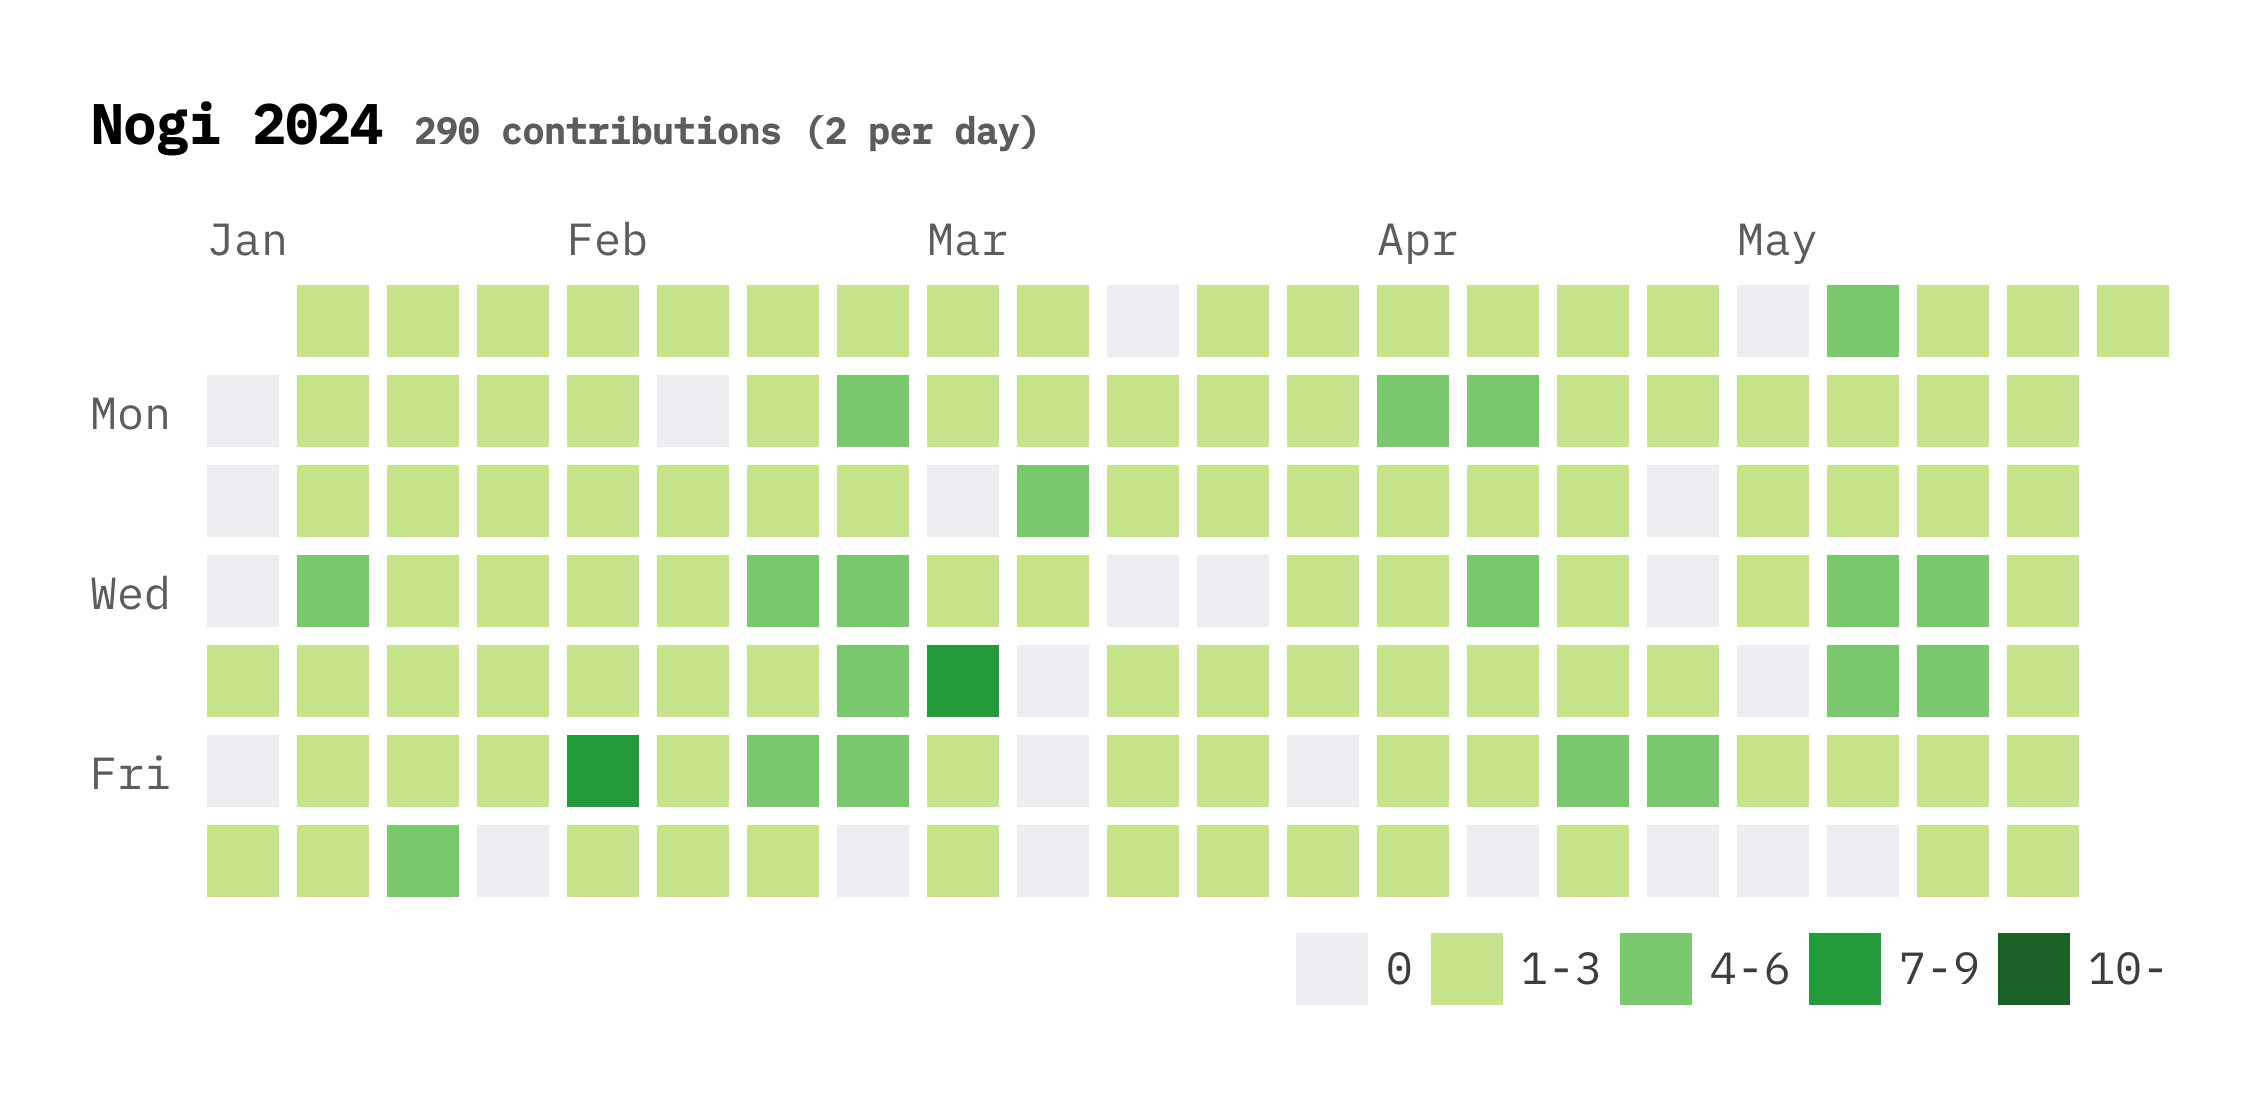 Nogi 2024 290 contributions (2 per day)
Jan Feb Mar Apr May
Mon
Wed
Fri
0 1-3 4-6 7-9 10-